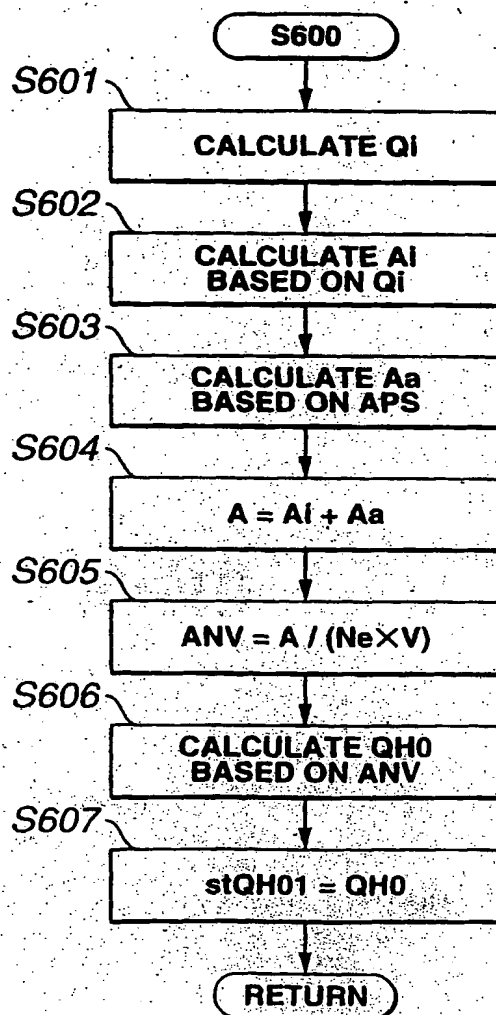 S600
S601
CALCULATE Qi
S602
CALCULATE Ai
BASED ON Qi
S603
CALCULATE Aa
BASED ON APS
S604
A = Ai + Aa
S605
ANV = A / (Ne×V)
S606
CALCULATE QH0
BASED ON ANV
S607
stQH01 = QH0
RETURN